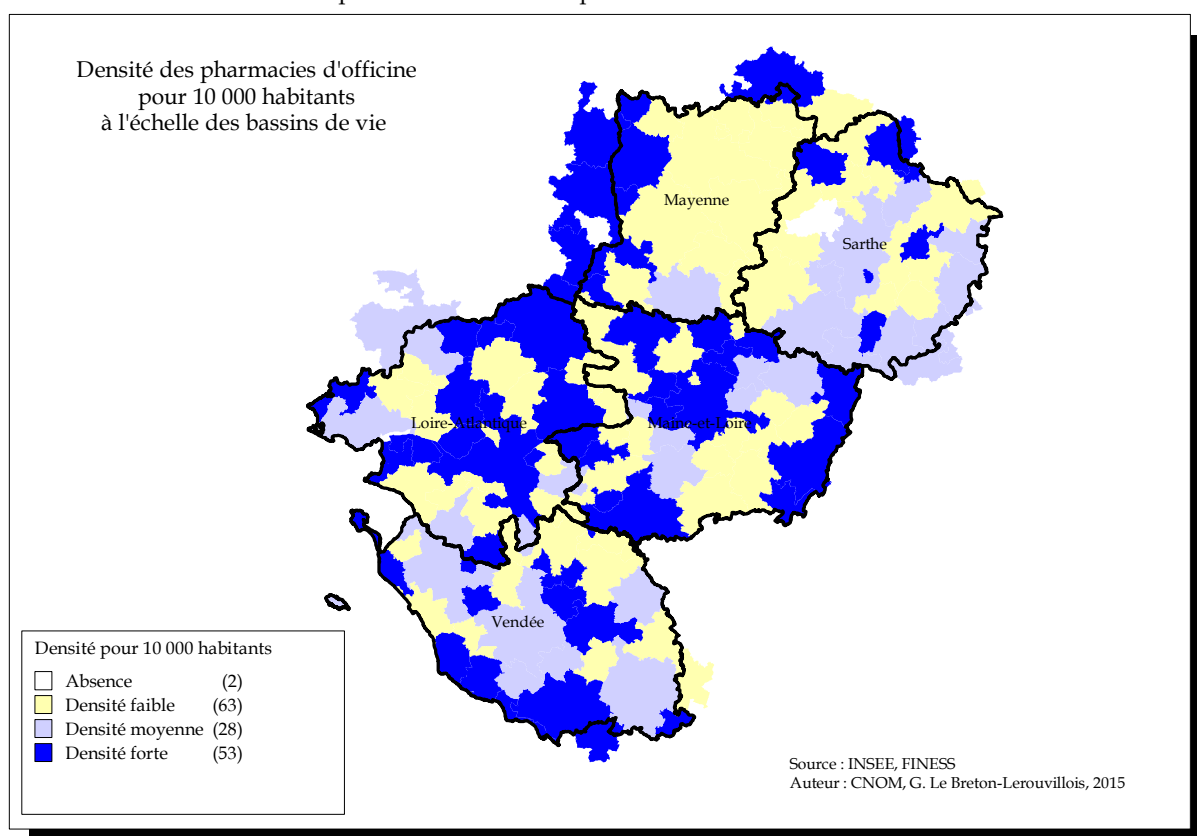 Densité des pharmacies d'officine
pour 10 000 habitants
à l'échelle des bassins de vie
Mayenne
Sarthe
Loire-Atlantique
Maine-et-Loire
Vendée
Densité pour 10 000 habitants
Absence (2)
Densité faible (63)
Densité moyenne (28)
Densité forte (53)
Source : INSEE, FINESS
Auteur : CNOM, G. Le Breton-Lerouvillois, 2015